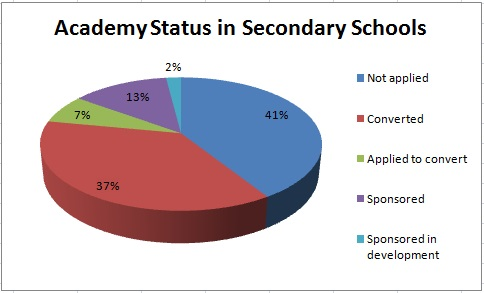 Academy Status in Secondary Schools
2%
13%
7%
41%
37%
Not applied
Converted
Applied to convert
Sponsored
Sponsored in
development